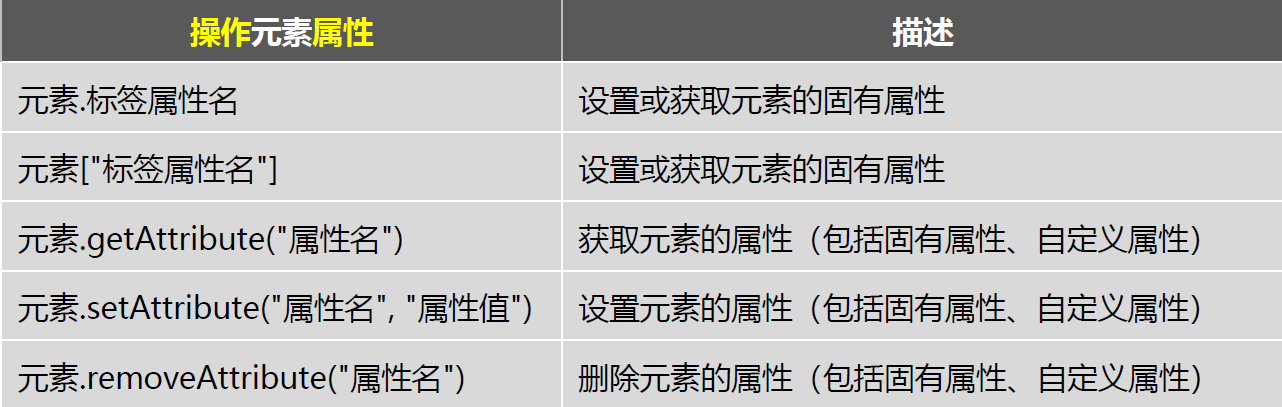 操作元素属性 描述
元素.标签属性名 设置或获取元素的固有属性
元素["标签属性名"] 设置或获取元素的固有属性
元素.getAttribute("属性名") 获取元素的属性（包括固有属性、自定义属性）
元素.setAttribute("属性名", "属性值") 设置元素的属性（包括固有属性、自定义属性）
元素.removeAttribute("属性名") 删除元素的属性（包括固有属性、自定义属性）